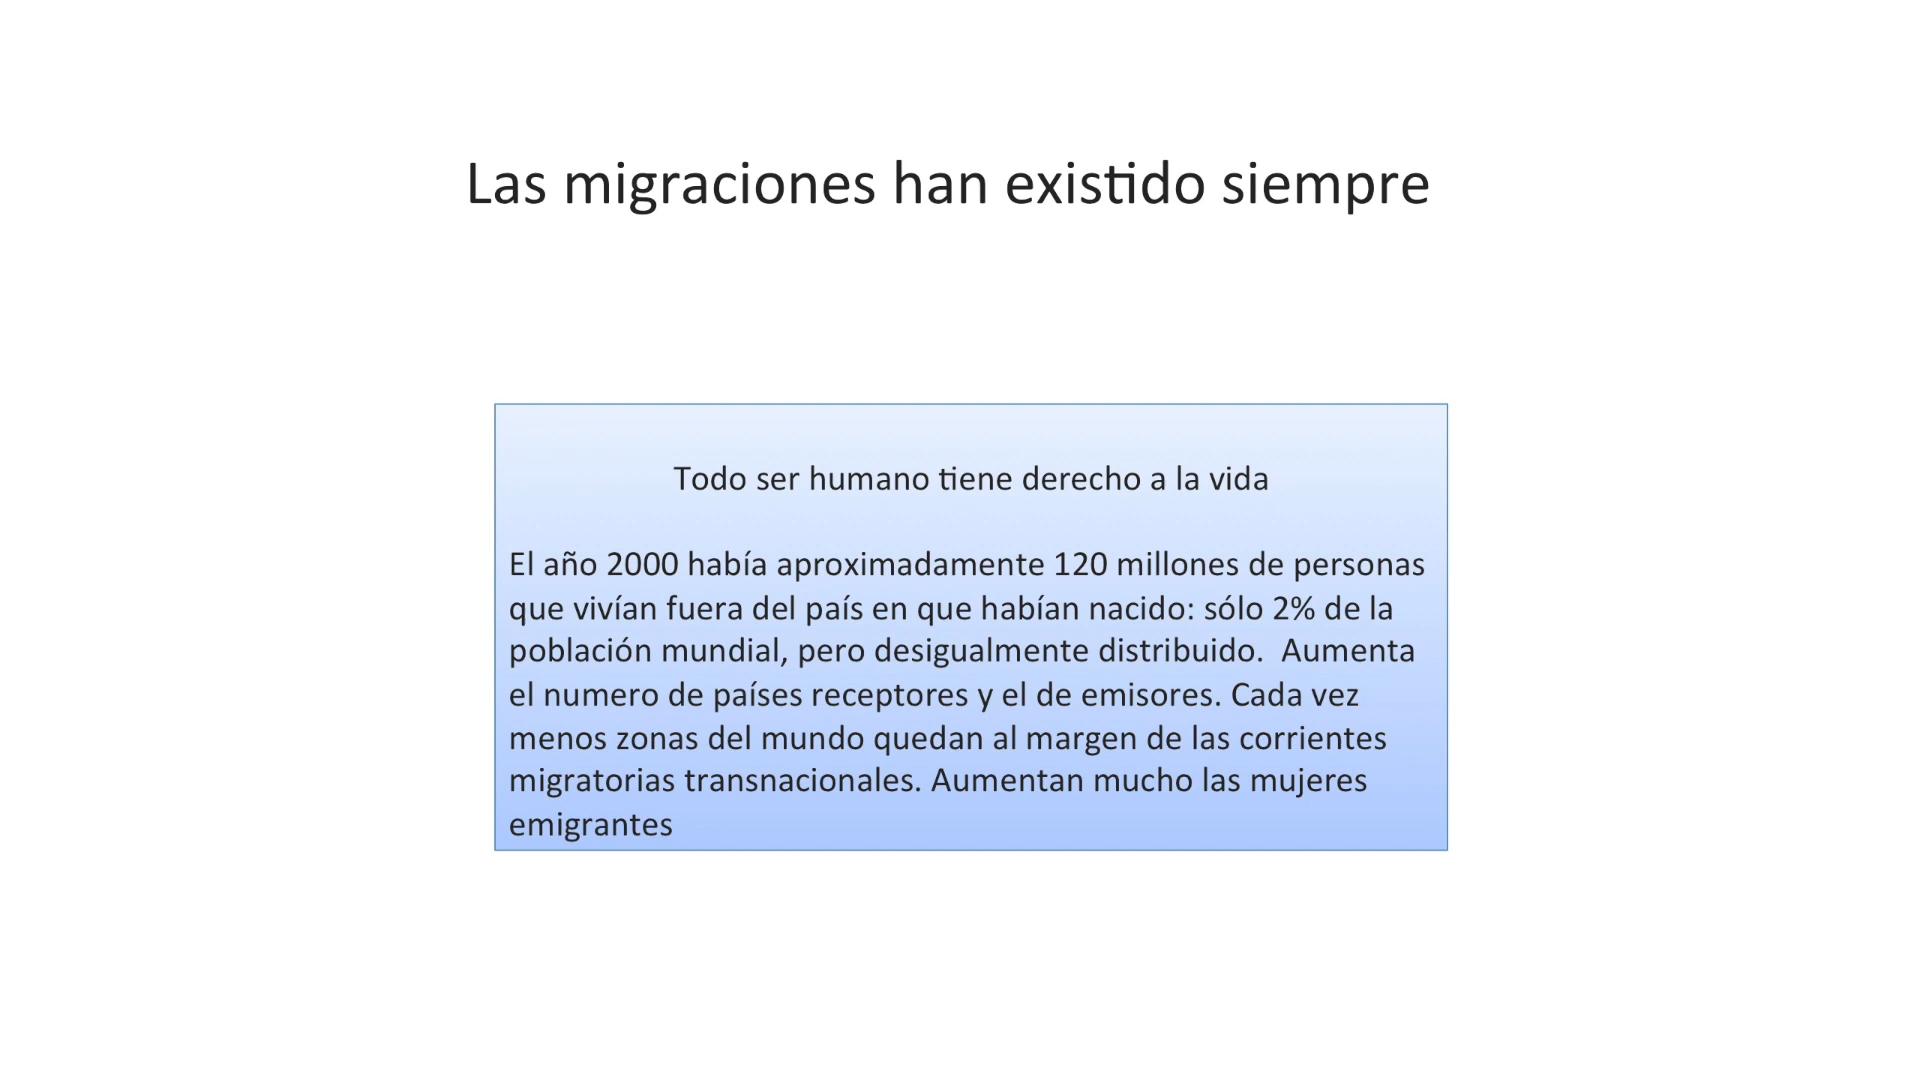 Las migraciones han existido siempre
Todo ser humano tiene derecho a la vida
El año 2000 había aproximadamente 120 millones de personas
que vivían fuera del país en que habían nacido: sólo 2% de la
población mundial, pero desigualmente distribuido.  Aumenta
el numero de países receptores y el de emisores. Cada vez
menos zonas del mundo quedan al margen de las corrientes
migratorias transnacionales. Aumentan mucho las mujeres
emigrantes